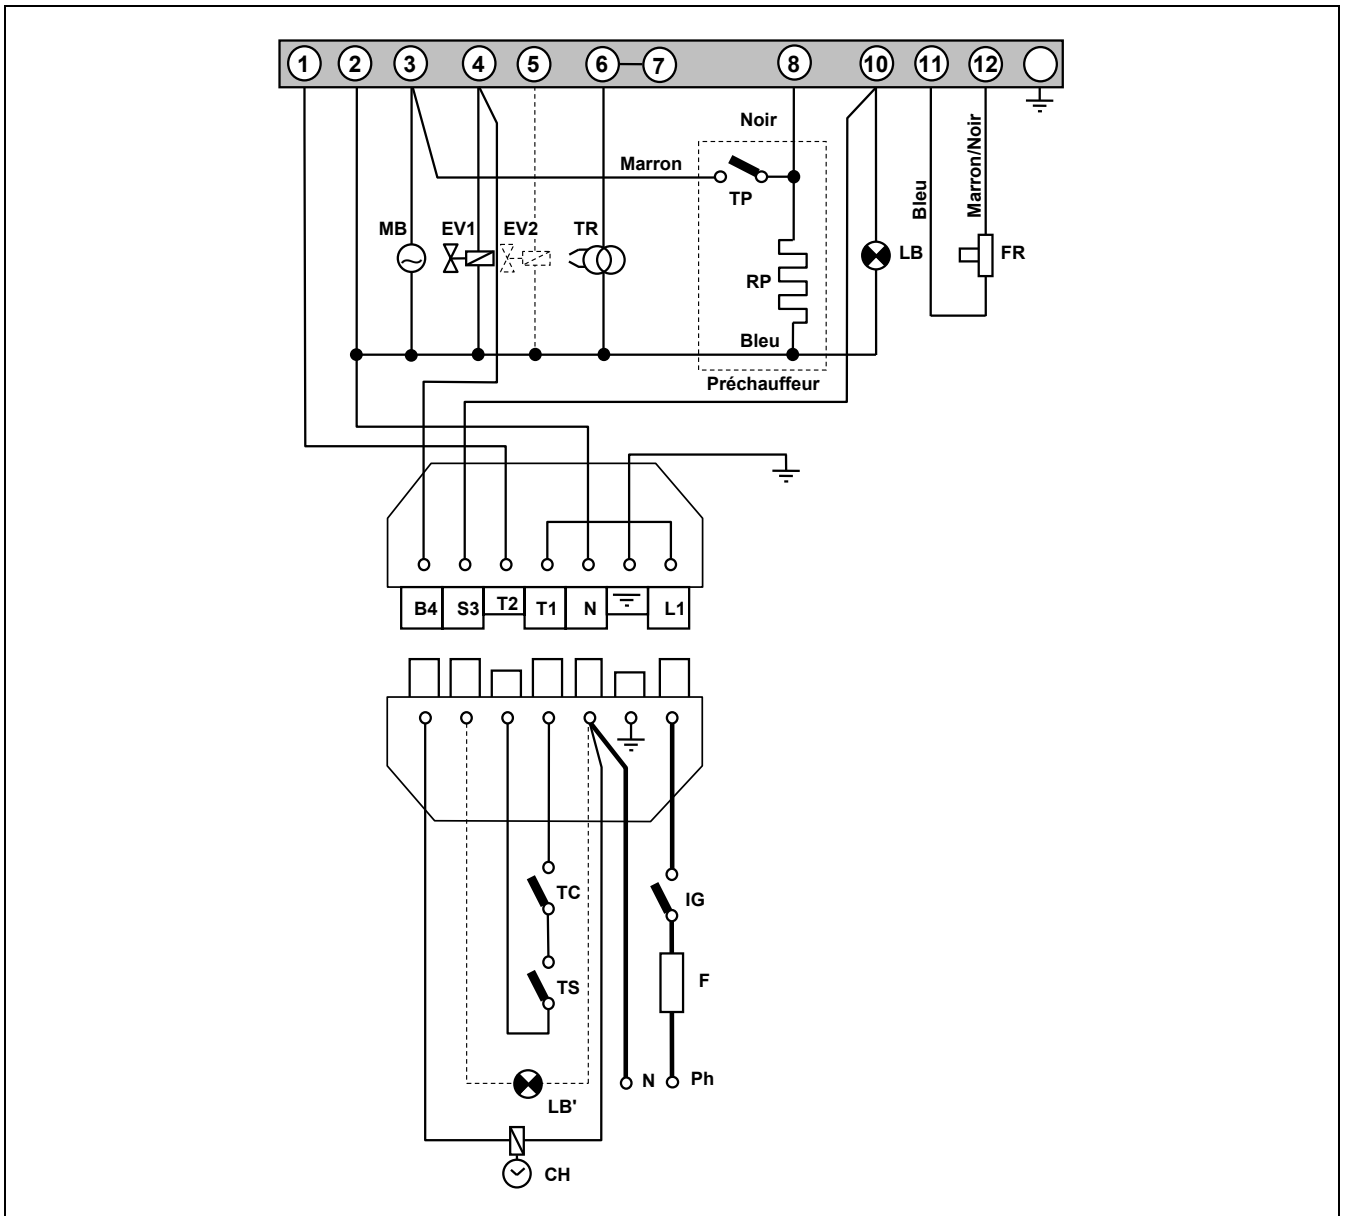 1 2 3 4 5 6 7 8 10 11 12
Noir
Marron
TP
Bleu
Marron/Noir
MB EV1 EV2 TR
LB FR
RP
Bleu
Préchauffeur
B4 S3 T2 T1 N L1
TC
IG
TS
F
N Ph
LB'
CH